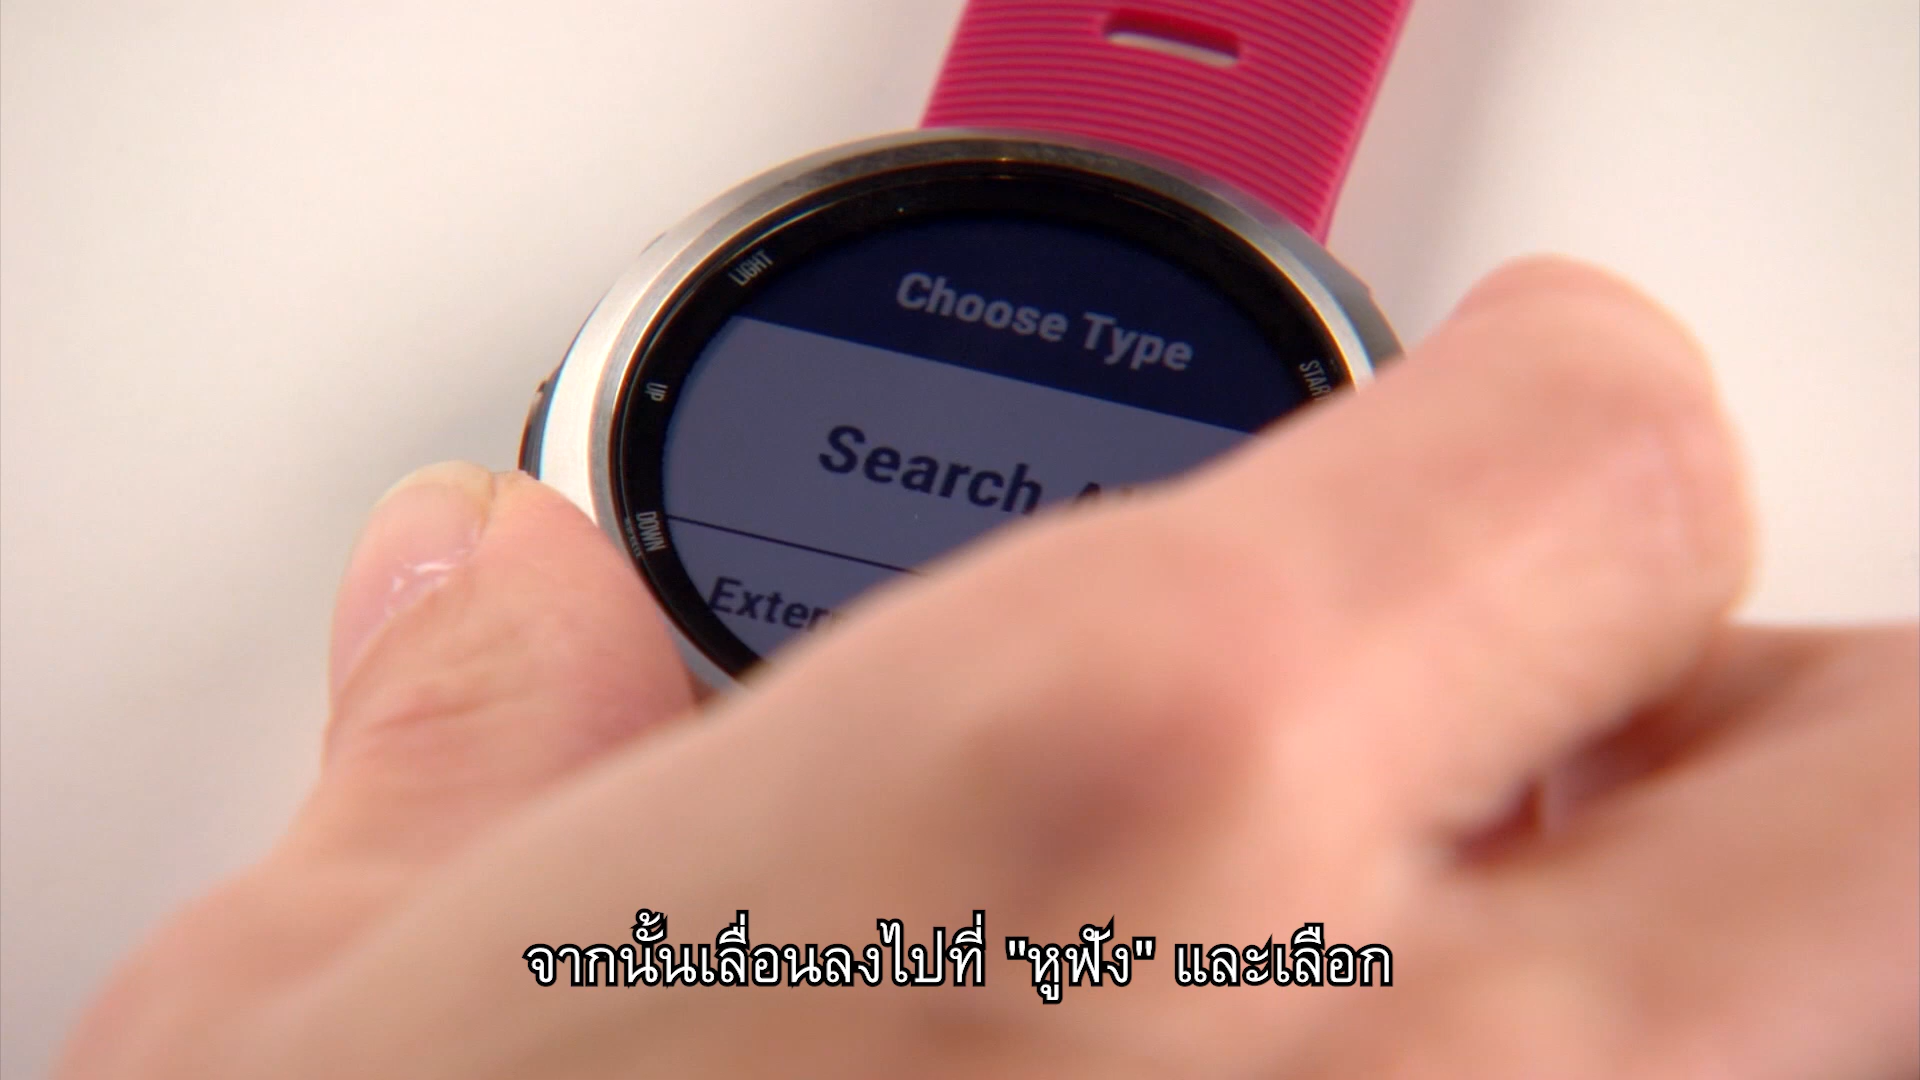 LIGHT
Choose Type
UP
Search
DOWN
จากนั้นเลื่อนลงไปที่ "หูฟัง" และเลือก